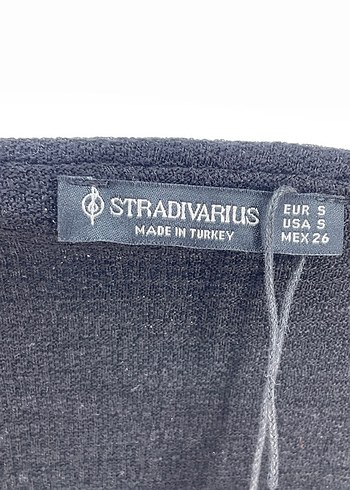 STRADIVARIUS
MADE IN TURKEY
EUR S
USA S
MEX 26